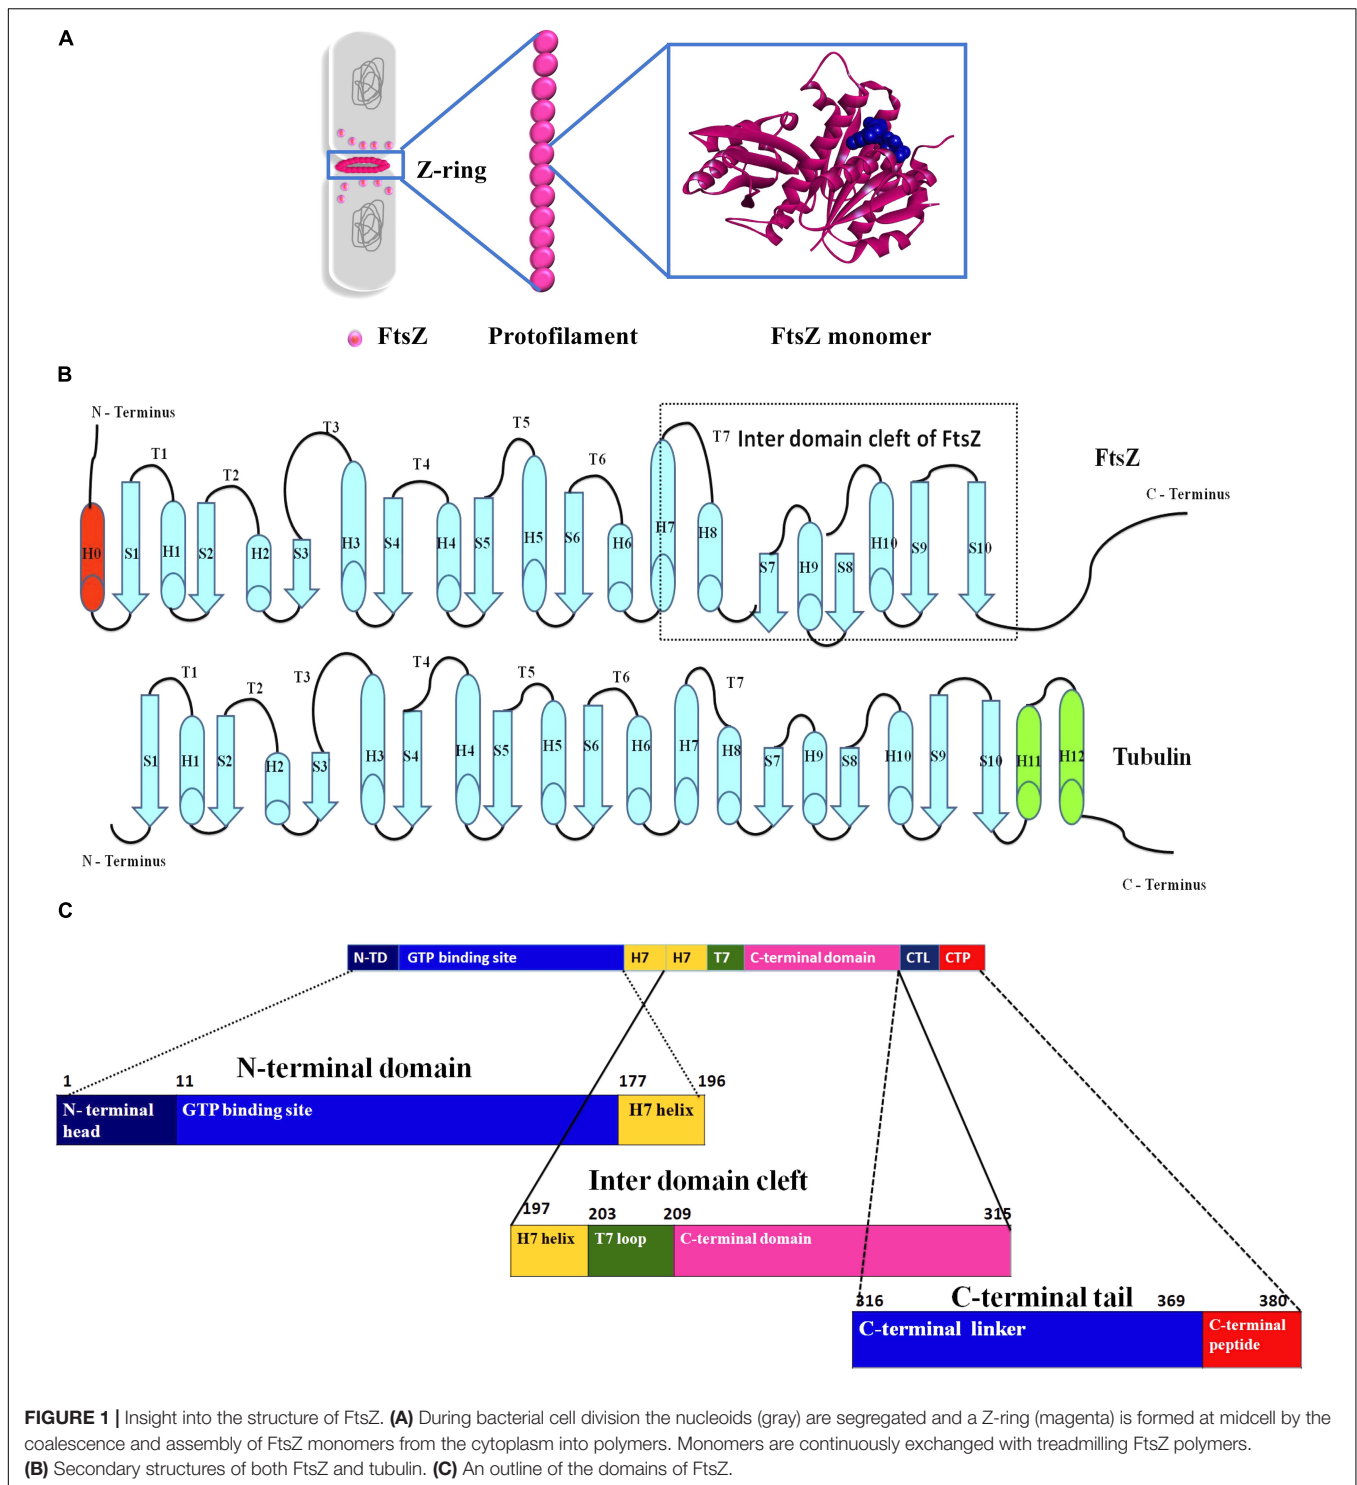 A
Z-ring
FtsZ
Protofilament
FtsZ monomer
B
N - Terminus
T1
T2
T3
T4
T5
T6
T7
Inter domain cleft of FtsZ
FtsZ
C - Terminus
H0 S1 H1 S2 H2 S3 H3 S4 H4 S5 H5 S6 H6 H7 H8 S7 H9 S8 H10 S9 S10
T1
T2
T3
T4
T5
T6
T7
S1 H1 S2 H2 S3 H3 S4 H4 S5 H5 S6 H6 H7 H8 S7 H9 S8 H10 S9 S10 H11 H12
Tubulin
N - Terminus
C - Terminus
C
N-TD GTP binding site H7 H7 T7 C-terminal domain CTL CTP
N-terminal domain
1 11 177 196
N- terminal
head
GTP binding site
H7 helix
Inter domain cleft
197 203 209 315
H7 helix T7 loop C-terminal domain
C-terminal tail
316 369 380
C-terminal linker
C-terminal
peptide
FIGURE 1 | Insight into the structure of FtsZ. (A) During bacterial cell division the nucleoids (gray) are segregated and a Z-ring (magenta) is formed at midcell by the
coalescence and assembly of FtsZ monomers from the cytoplasm into polymers. Monomers are continuously exchanged with treadmilling FtsZ polymers.
(B) Secondary structures of both FtsZ and tubulin. (C) An outline of the domains of FtsZ.